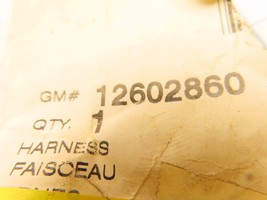 GM# 12602860
QTY. 1
HARNESS
FAISCEAU